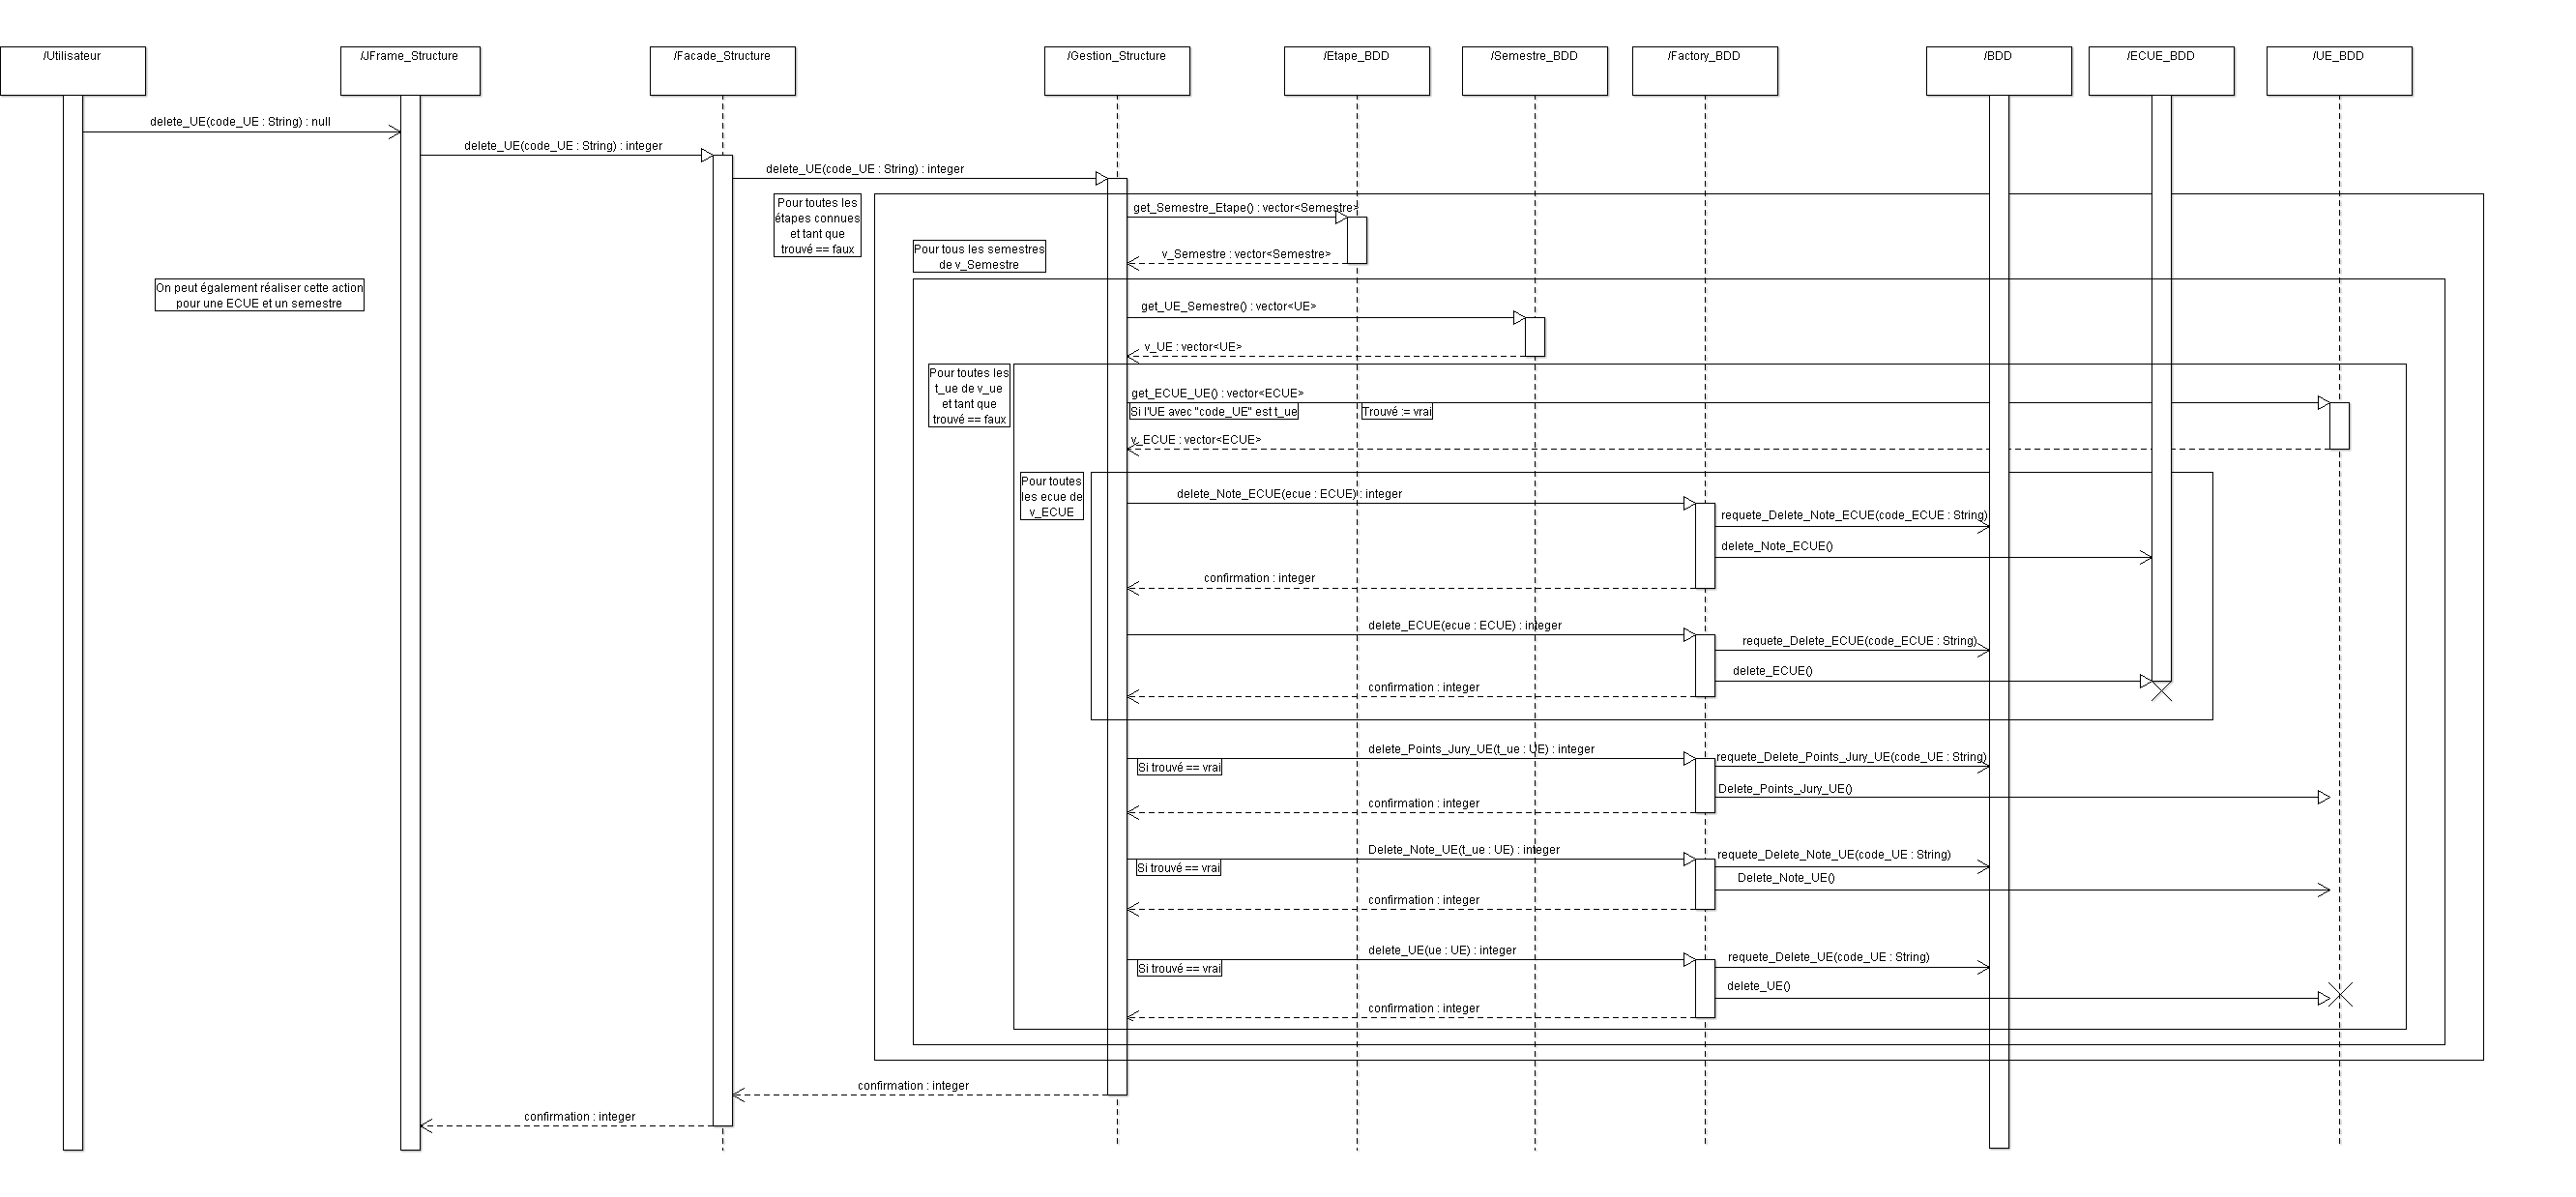 /Utilisateur
/JFrame_Structure
/Facade_Structure
/Gestion_Structure
/Etape_BDD
/Semestre_BDD
/Factory_BDD
/BDD
/ECUE_BDD
/UE_BDD
delete_UE(code_UE : String) : null
delete_UE(code_UE : String) : integer
delete_UE(code_UE : String) : integer
Pour toutes les
étapes connues
et tant que
trouvé == faux
get_Semestre_Etape() : vector<Semestre>
Pour tous les semestres
de v_Semestre
v_Semestre : vector<Semestre>
On peut également réaliser cette action
pour une ECUE et un semestre
get_UE_Semestre() : vector<UE>
v_UE : vector<UE>
Pour toutes les
t_ue de v_ue
et tant que
trouvé == faux
get_ECUE_UE() : vector<ECUE>
Si l'UE avec "code_UE" est t_ue
Trouvé := vrai
v_ECUE : vector<ECUE>
Pour toutes
les ecue de
v_ECUE
delete_Note_ECUE(ecue : ECUE) : integer
requete_Delete_Note_ECUE(code_ECUE : String)
delete_Note_ECUE()
confirmation : integer
delete_ECUE(ecue : ECUE) : integer
requete_Delete_ECUE(code_ECUE : String)
delete_ECUE()
confirmation : integer
delete_Points_Jury_UE(t_ue : UE) : integer
Si trouvé == vrai
requete_Delete_Points_Jury_UE(code_UE : String)
Delete_Points_Jury_UE()
confirmation : integer
Delete_Note_UE(t_ue : UE) : integer
Si trouvé == vrai
requete_Delete_Note_UE(code_UE : String)
Delete_Note_UE()
confirmation : integer
delete_UE(ue : UE) : integer
Si trouvé == vrai
requete_Delete_UE(code_UE : String)
delete_UE()
confirmation : integer
confirmation : integer
confirmation : integer